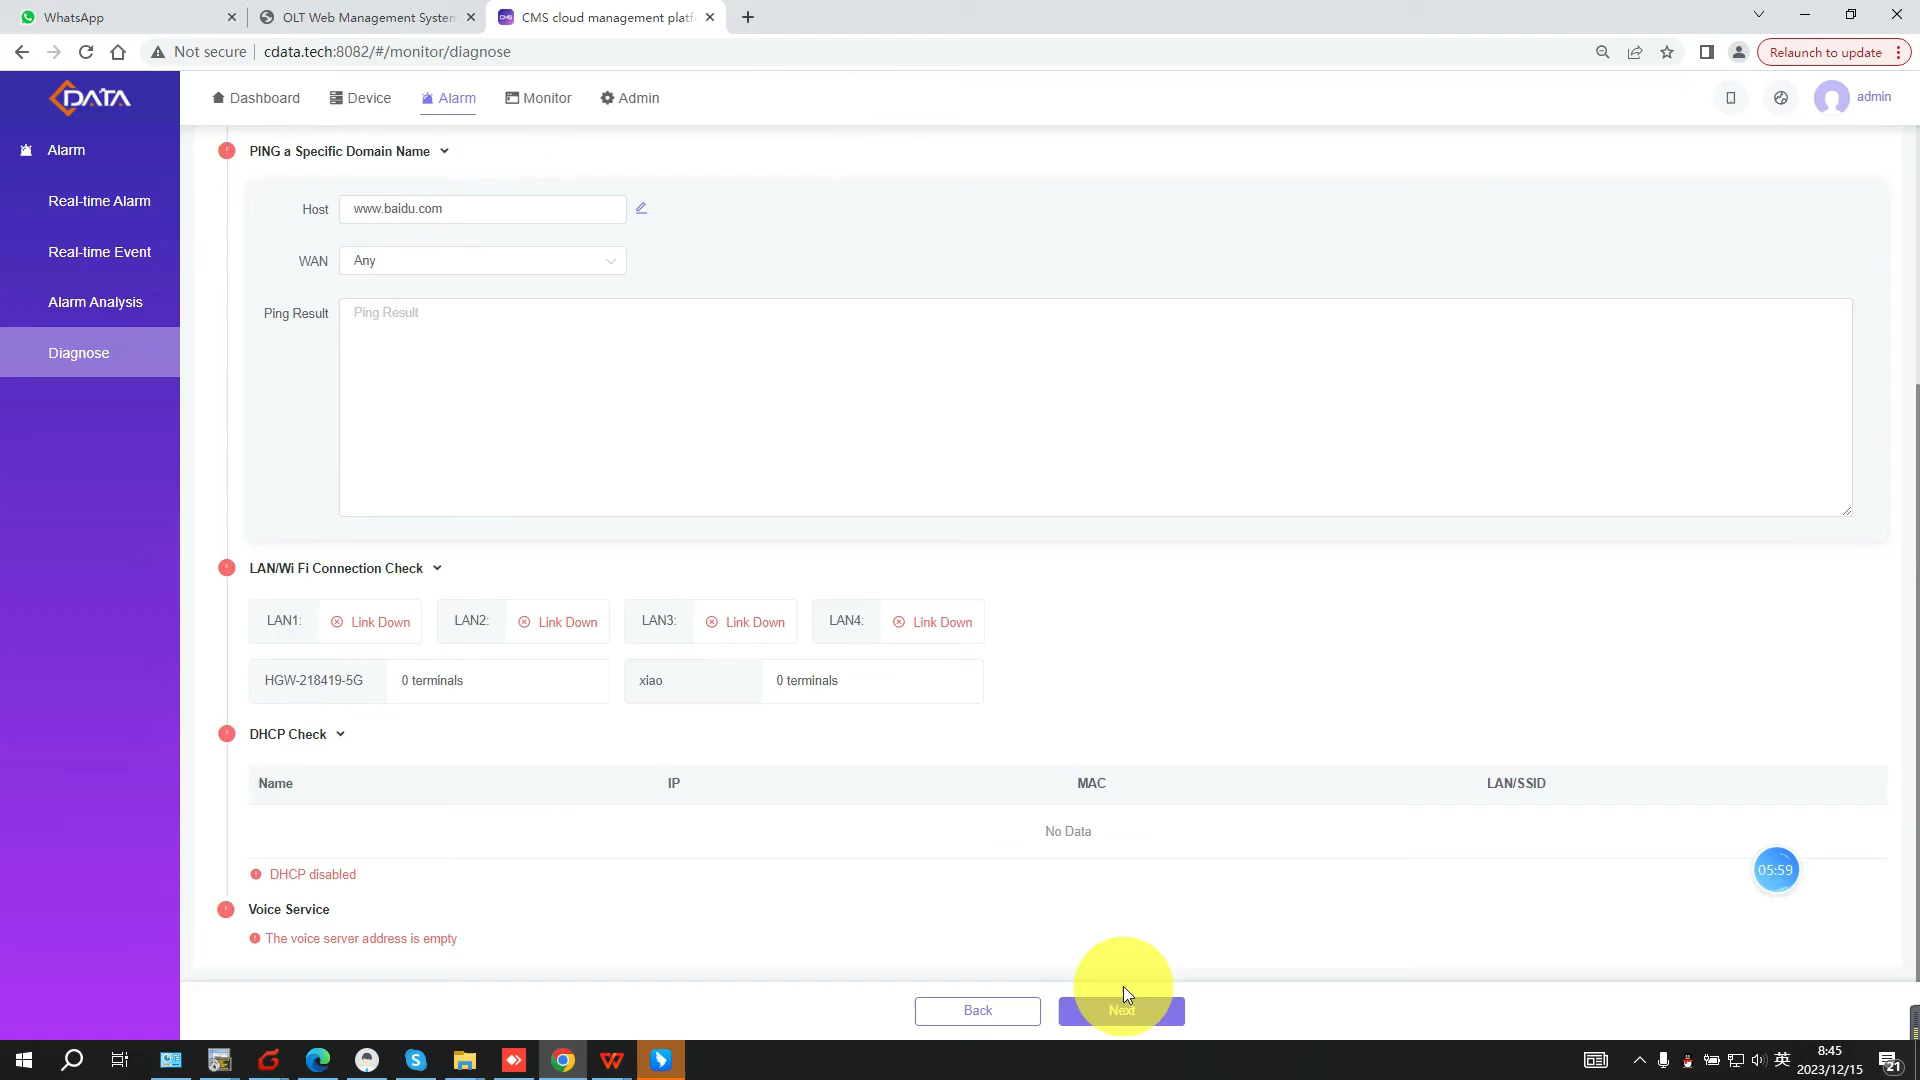 WhatsApp
OLT Web Management System
CMS cloud management platf
Not secure
cdata.tech:8082/#/monitor/diagnose
Relaunch to update
DATA
Dashboard
Device
Alarm
Monitor
Admin
admin
Alarm
Real-time Alarm
Real-time Event
Alarm Analysis
Diagnose
PING a Specific Domain Name
Host
www.baidu.com
WAN
Any
Ping Result
Ping Result
LAN/Wi Fi Connection Check
LAN1:
Link Down
LAN2:
Link Down
LAN3:
Link Down
LAN4:
Link Down
HGW-218419-5G
0 terminals
xiao
0 terminals
DHCP Check
Name
IP
MAC
LAN/SSID
No Data
DHCP disabled
05:59
Voice Service
The voice server address is empty
Back
Next
英
8:45
2023/12/15
21